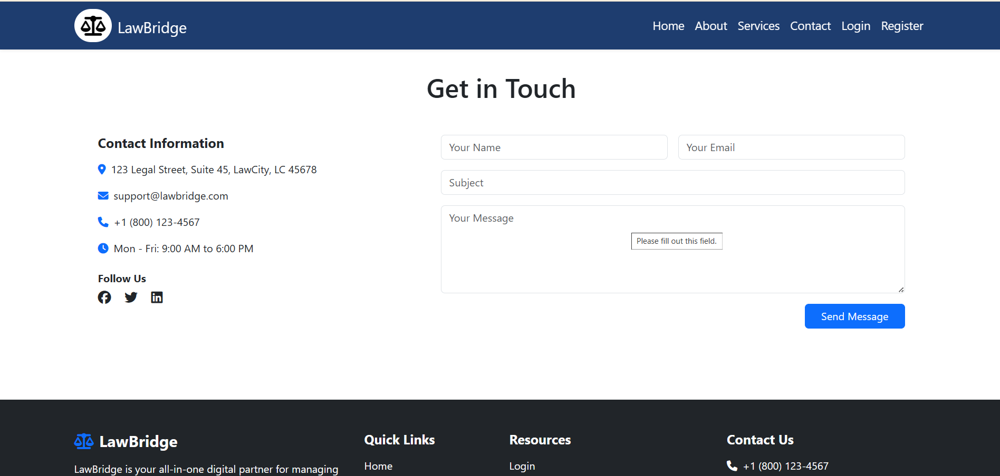 LawBridge
Home About Services Contact Login Register
Get in Touch
Contact Information
123 Legal Street, Suite 45, LawCity, LC 45678
support@lawbridge.com
+1 (800) 123-4567
Mon - Fri: 9:00 AM to 6:00 PM
Follow Us
Your Name
Your Email
Subject
Your Message
Please fill out this field.
Send Message
LawBridge
LawBridge is your all-in-one digital partner for managing
Quick Links
Home
Resources
Login
Contact Us
+1 (800) 123-4567